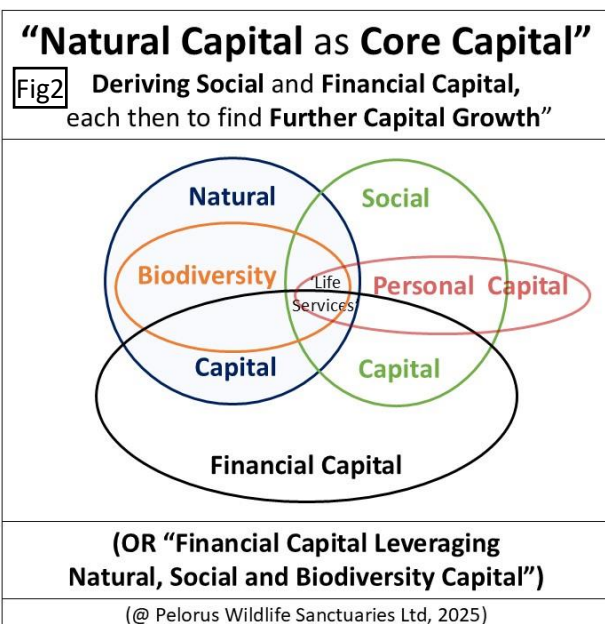 “Natural Capital as Core Capital”
Fig2
Deriving Social and Financial Capital,
each then to find Further Capital Growth”
Natural
Social
Biodiversity
‘Life
Services’
Personal Capital
Capital
Capital
Financial Capital
(OR “Financial Capital Leveraging
Natural, Social and Biodiversity Capital”)
(@ Pelorus Wildlife Sanctuaries Ltd, 2025)